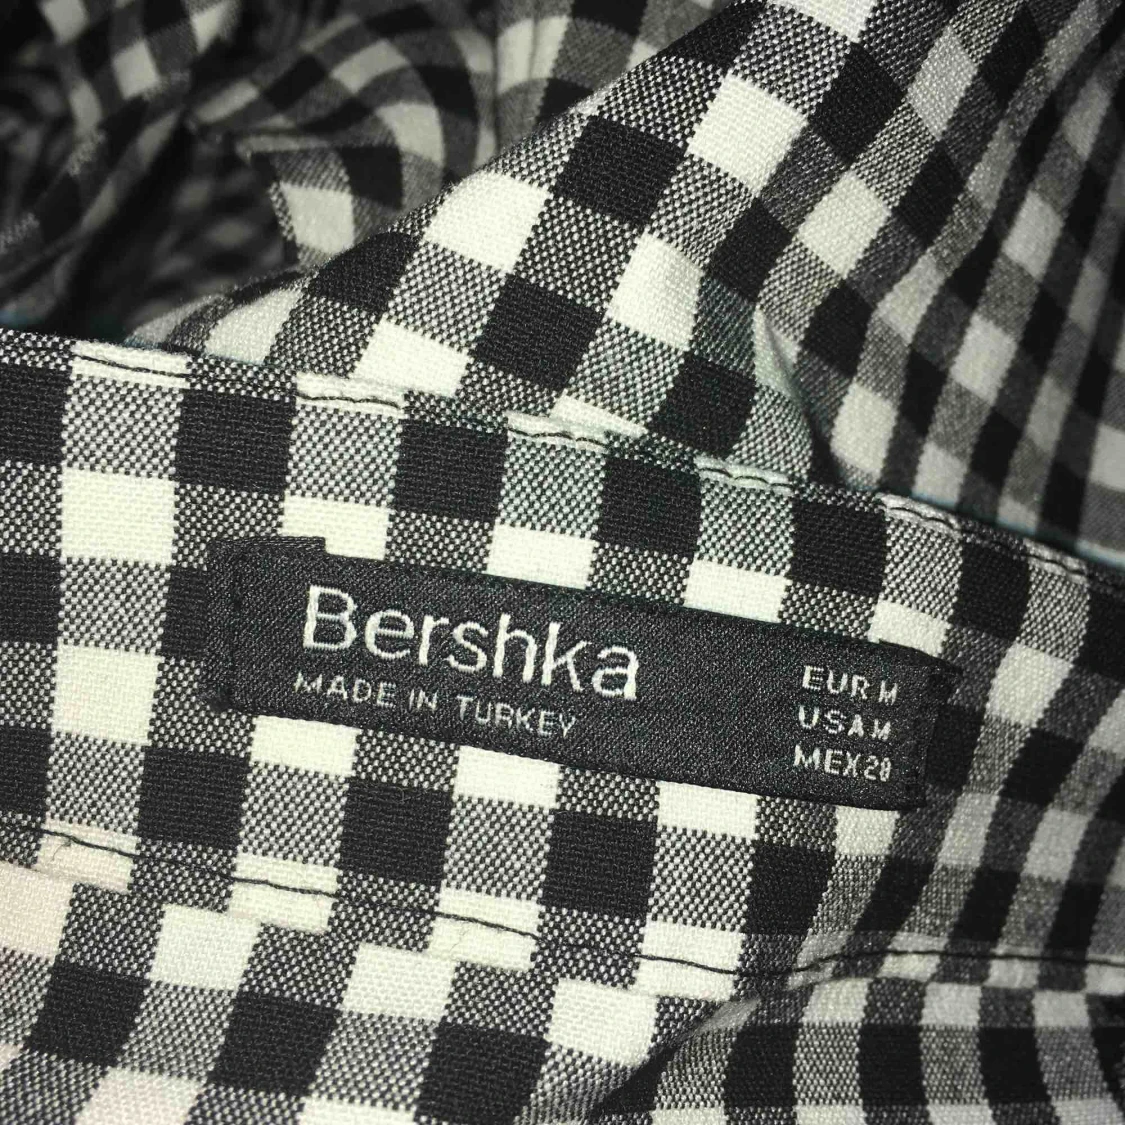 Bershka
MADE IN TURKEY
EUR M
USA M
MEX 28